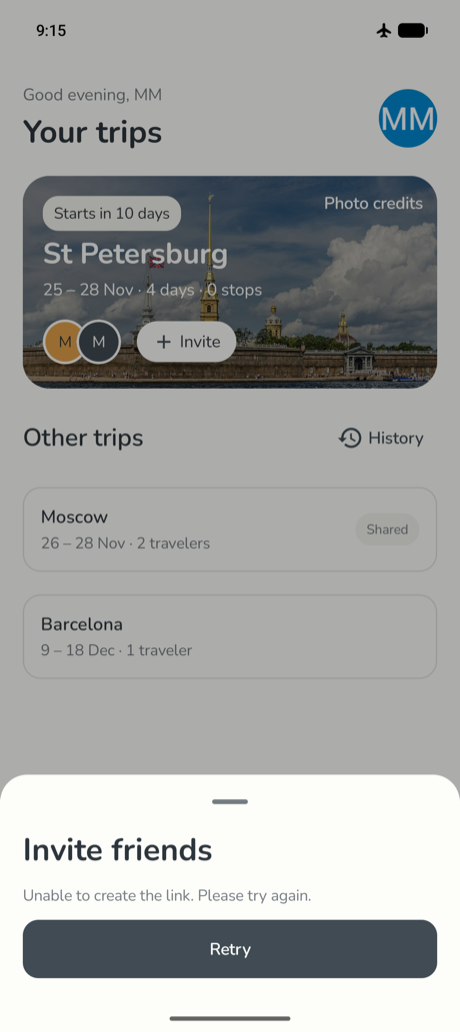 9:15
Good evening, MM
Your trips
MM
Starts in 10 days
Photo credits
St Petersburg
25 – 28 Nov · 4 days · 0 stops
M
M
+ Invite
Other trips
History
Moscow
26 – 28 Nov · 2 travelers
Shared
Barcelona
9 – 18 Dec · 1 traveler
Invite friends
Unable to create the link. Please try again.
Retry